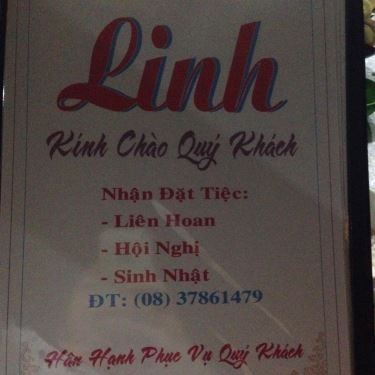 Linh
Kính Chào Quý Khách
Nhận Đặt Tiệc:
- Liên Hoan
- Hội Nghị
- Sinh Nhật
ĐT: (08) 37861479
Hân Hạnh Phục Vụ Quý Khách